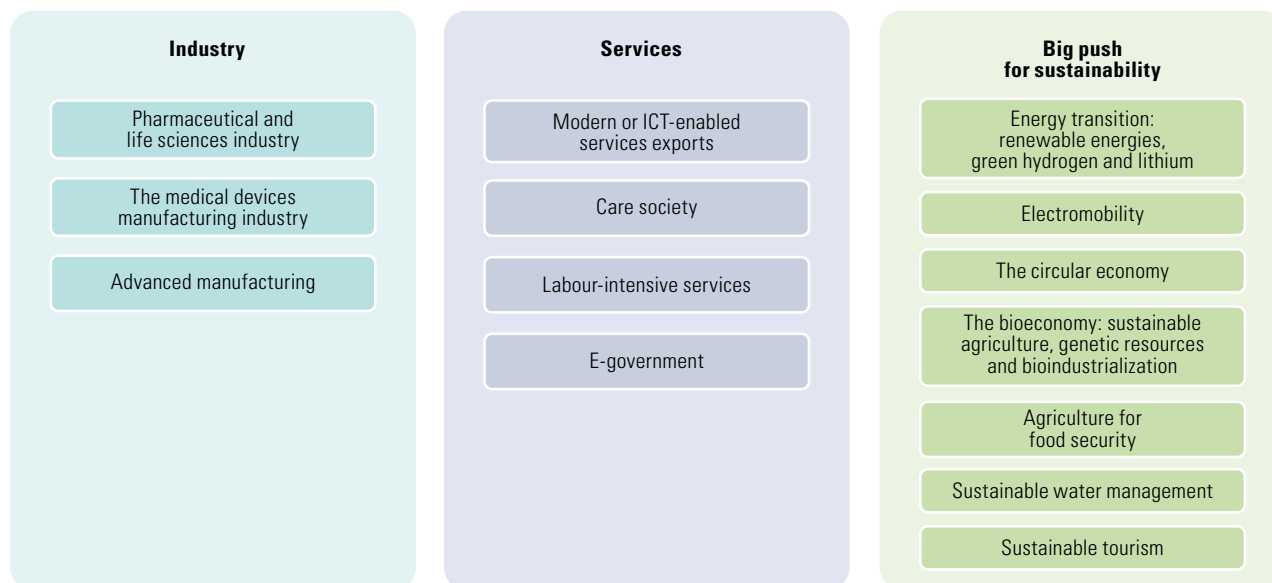 Industry
Pharmaceutical and
life sciences industry
The medical devices
manufacturing industry
Advanced manufacturing
Services
Modern or ICT-enabled
services exports
Care society
Labour-intensive services
E-government
Big push
for sustainability
Energy transition:
renewable energies,
green hydrogen and lithium
Electromobility
The circular economy
The bioeconomy: sustainable
agriculture, genetic resources
and bioindustrialization
Agriculture for
food security
Sustainable water management
Sustainable tourism